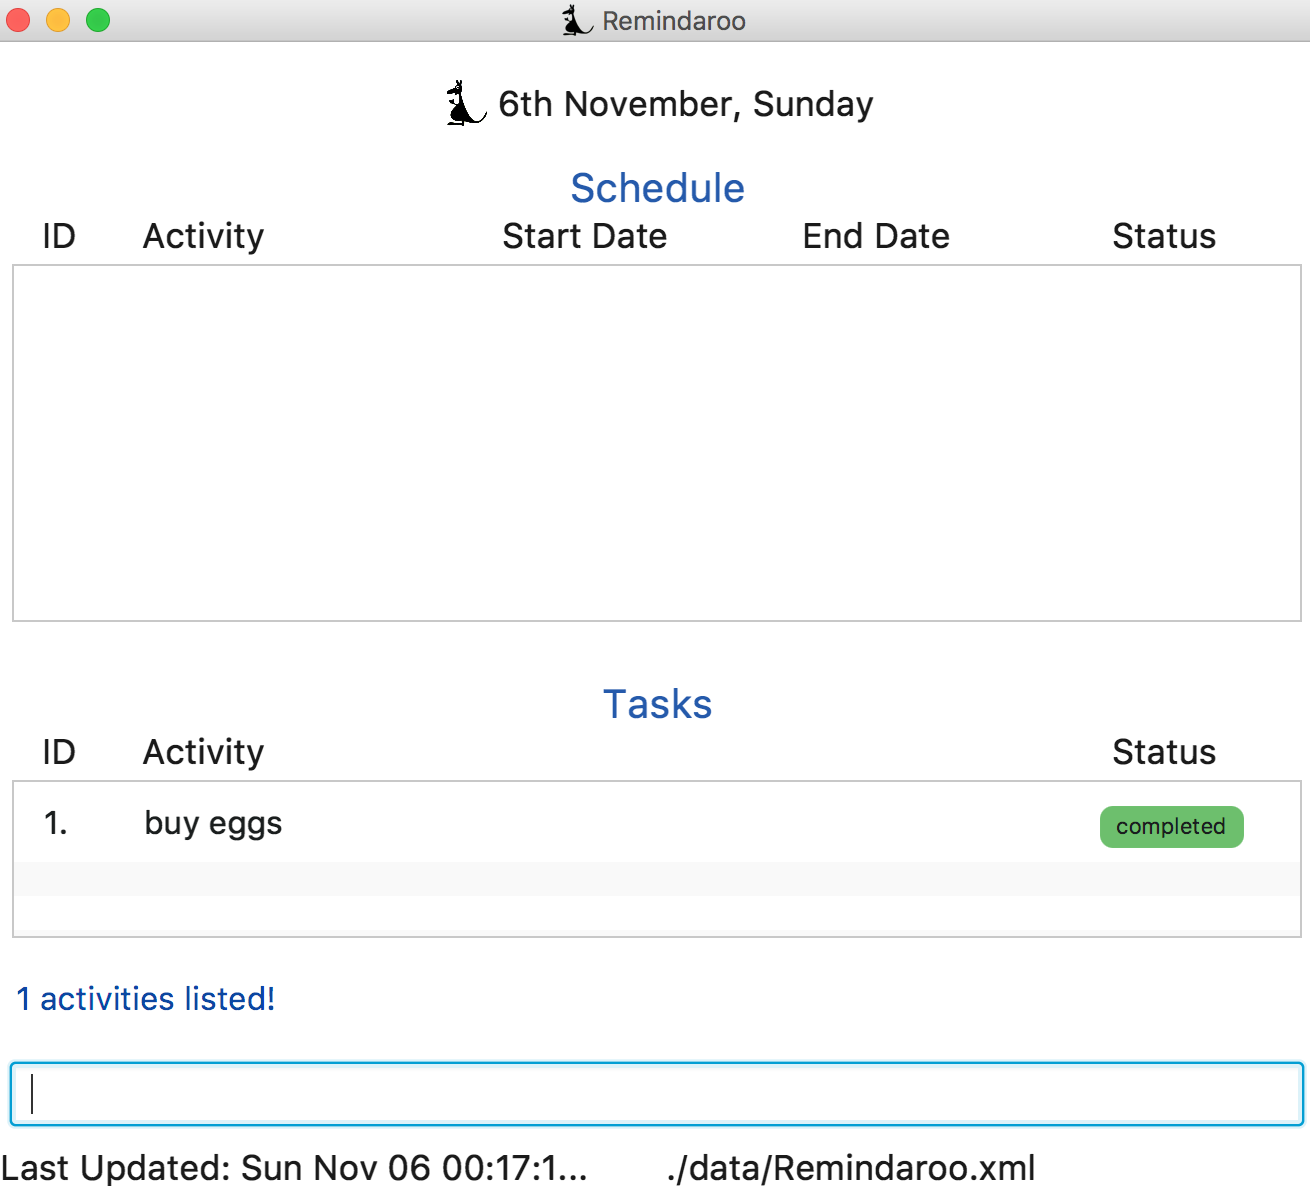 Remindaroo
6th November, Sunday
Schedule
ID Activity Start Date End Date Status
Tasks
ID Activity Status
1. buy eggs completed
1 activities listed!
Last Updated: Sun Nov 06 00:17:1... ./data/Remindaroo.xml